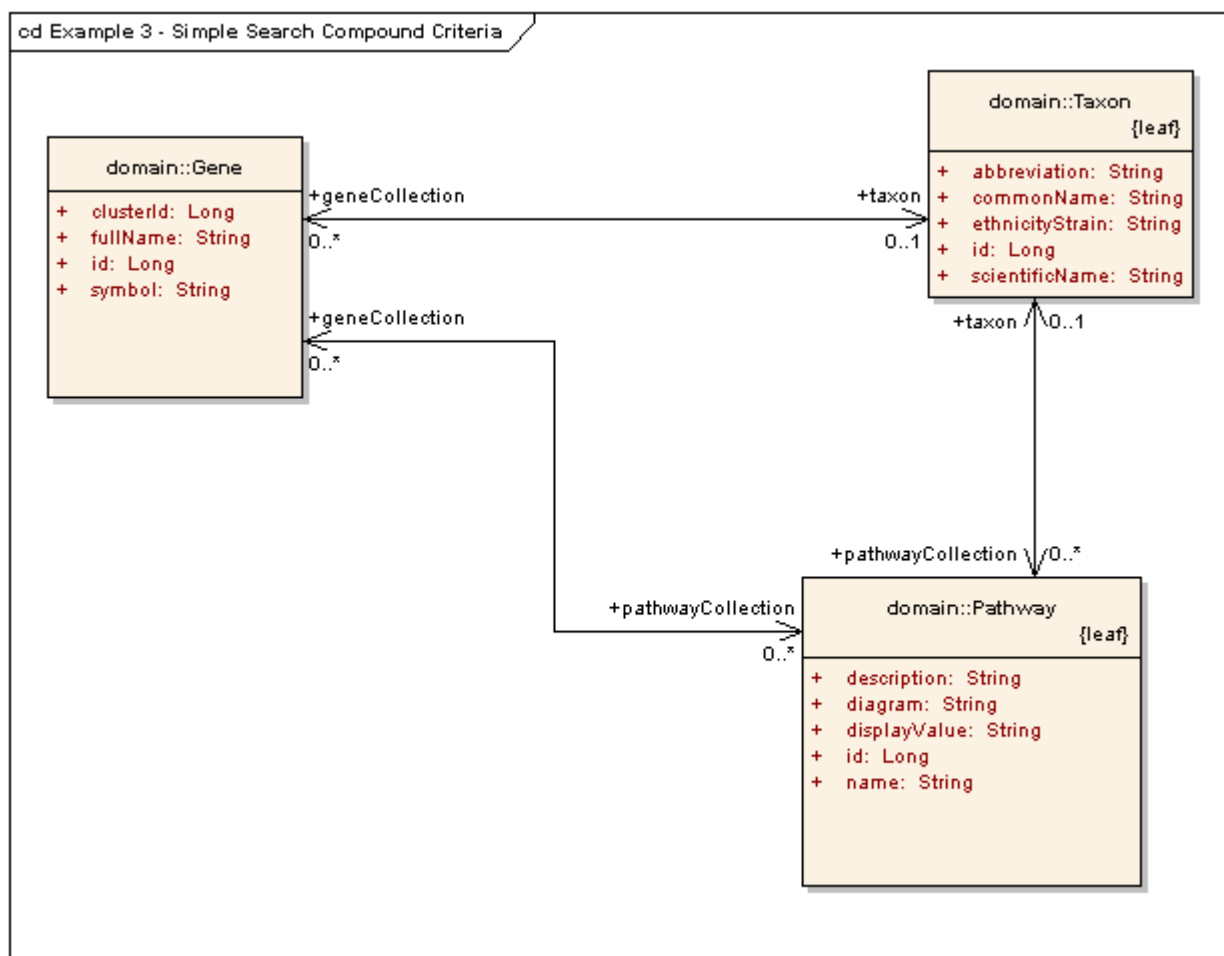 cd Example 3 - Simple Search Compound Criteria
domain::Taxon
{leaf}
+ abbreviation: String
+ commonName: String
+ ethnicityStrain: String
+ id: Long
+ scientificName: String
domain::Gene
+ clusterId: Long
+ fullName: String
+ id: Long
+ symbol: String
+geneCollection
0..*
+taxon
0..1
+geneCollection
0..*
+taxon
0..1
+pathwayCollection
0..*
+pathwayCollection
0..*
domain::Pathway
{leaf}
+ description: String
+ diagram: String
+ displayValue: String
+ id: Long
+ name: String